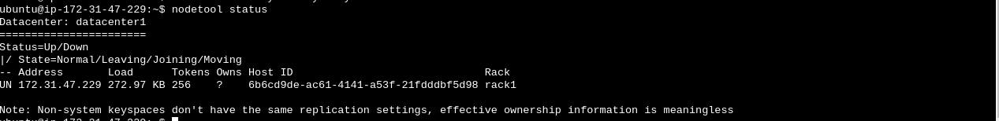 ubuntu@ip-172-31-47-229:~$ nodetool status
Datacenter: datacenter1
=======================
Status=Up/Down
|/ State=Normal/Leaving/Joining/Moving
-- Address       Load      Tokens Owns Host ID                              Rack
UN 172.31.47.229 272.97 KB 256    ?    6b6cd9de-ac61-4141-a53f-21fdddbf5d98 rack1
Note: Non-system keyspaces don't have the same replication settings, effective ownership information is meaningless
ubuntu@ip-172-31-47-229:~$